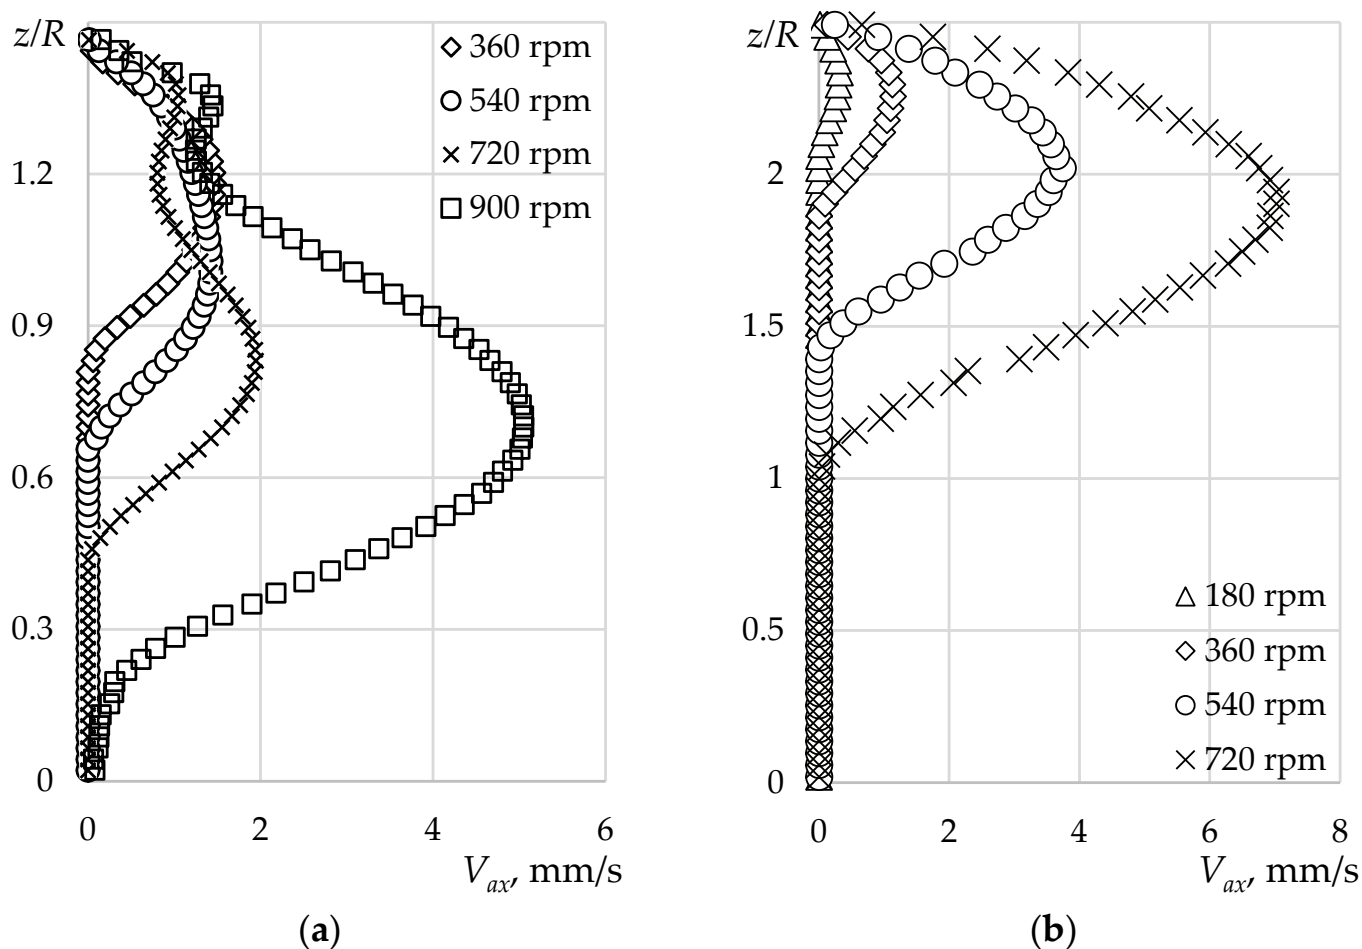 z/R
360 rpm
540 rpm
720 rpm
900 rpm
1.2
0.9
0.6
0.3
0
0 2 4 6
Vax, mm/s
(a)
z/R
2
1.5
1
0.5
0
180 rpm
360 rpm
540 rpm
720 rpm
0 2 4 6 8
Vax, mm/s
(b)